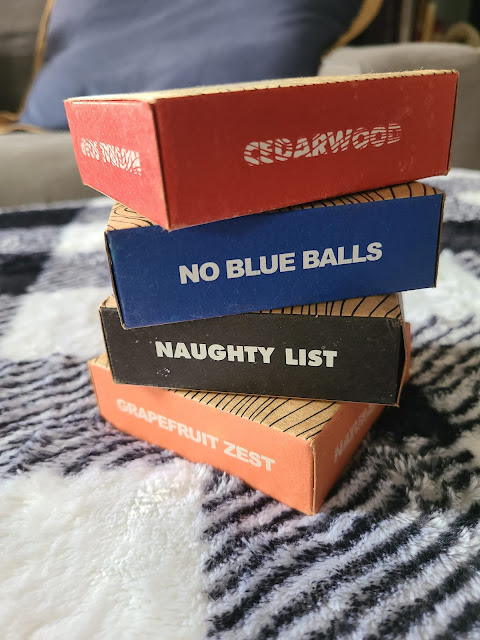 CEDARWOOD
NO BLUE BALLS
NAUGHTY LIST
GRAPEFRUIT ZEST